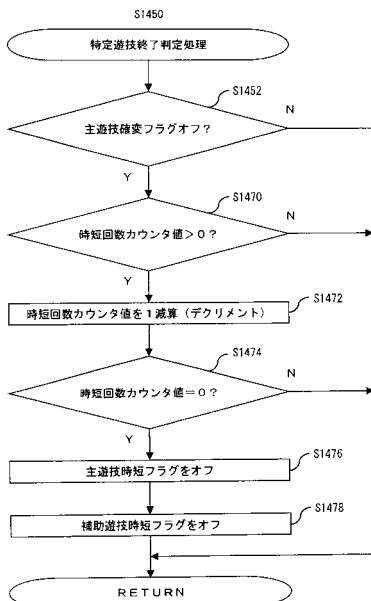 S1450
特定遊技終了判定処理
S1452
主遊技確変フラグオフ?
N
Y
S1470
時短回数カウンタ値>0?
N
Y
S1472
時短回数カウンタ値を1減算(デクリメント)
S1474
時短回数カウンタ値=0?
N
Y
S1476
主遊技時短フラグをオフ
S1478
補助遊技時短フラグをオフ
RETURN